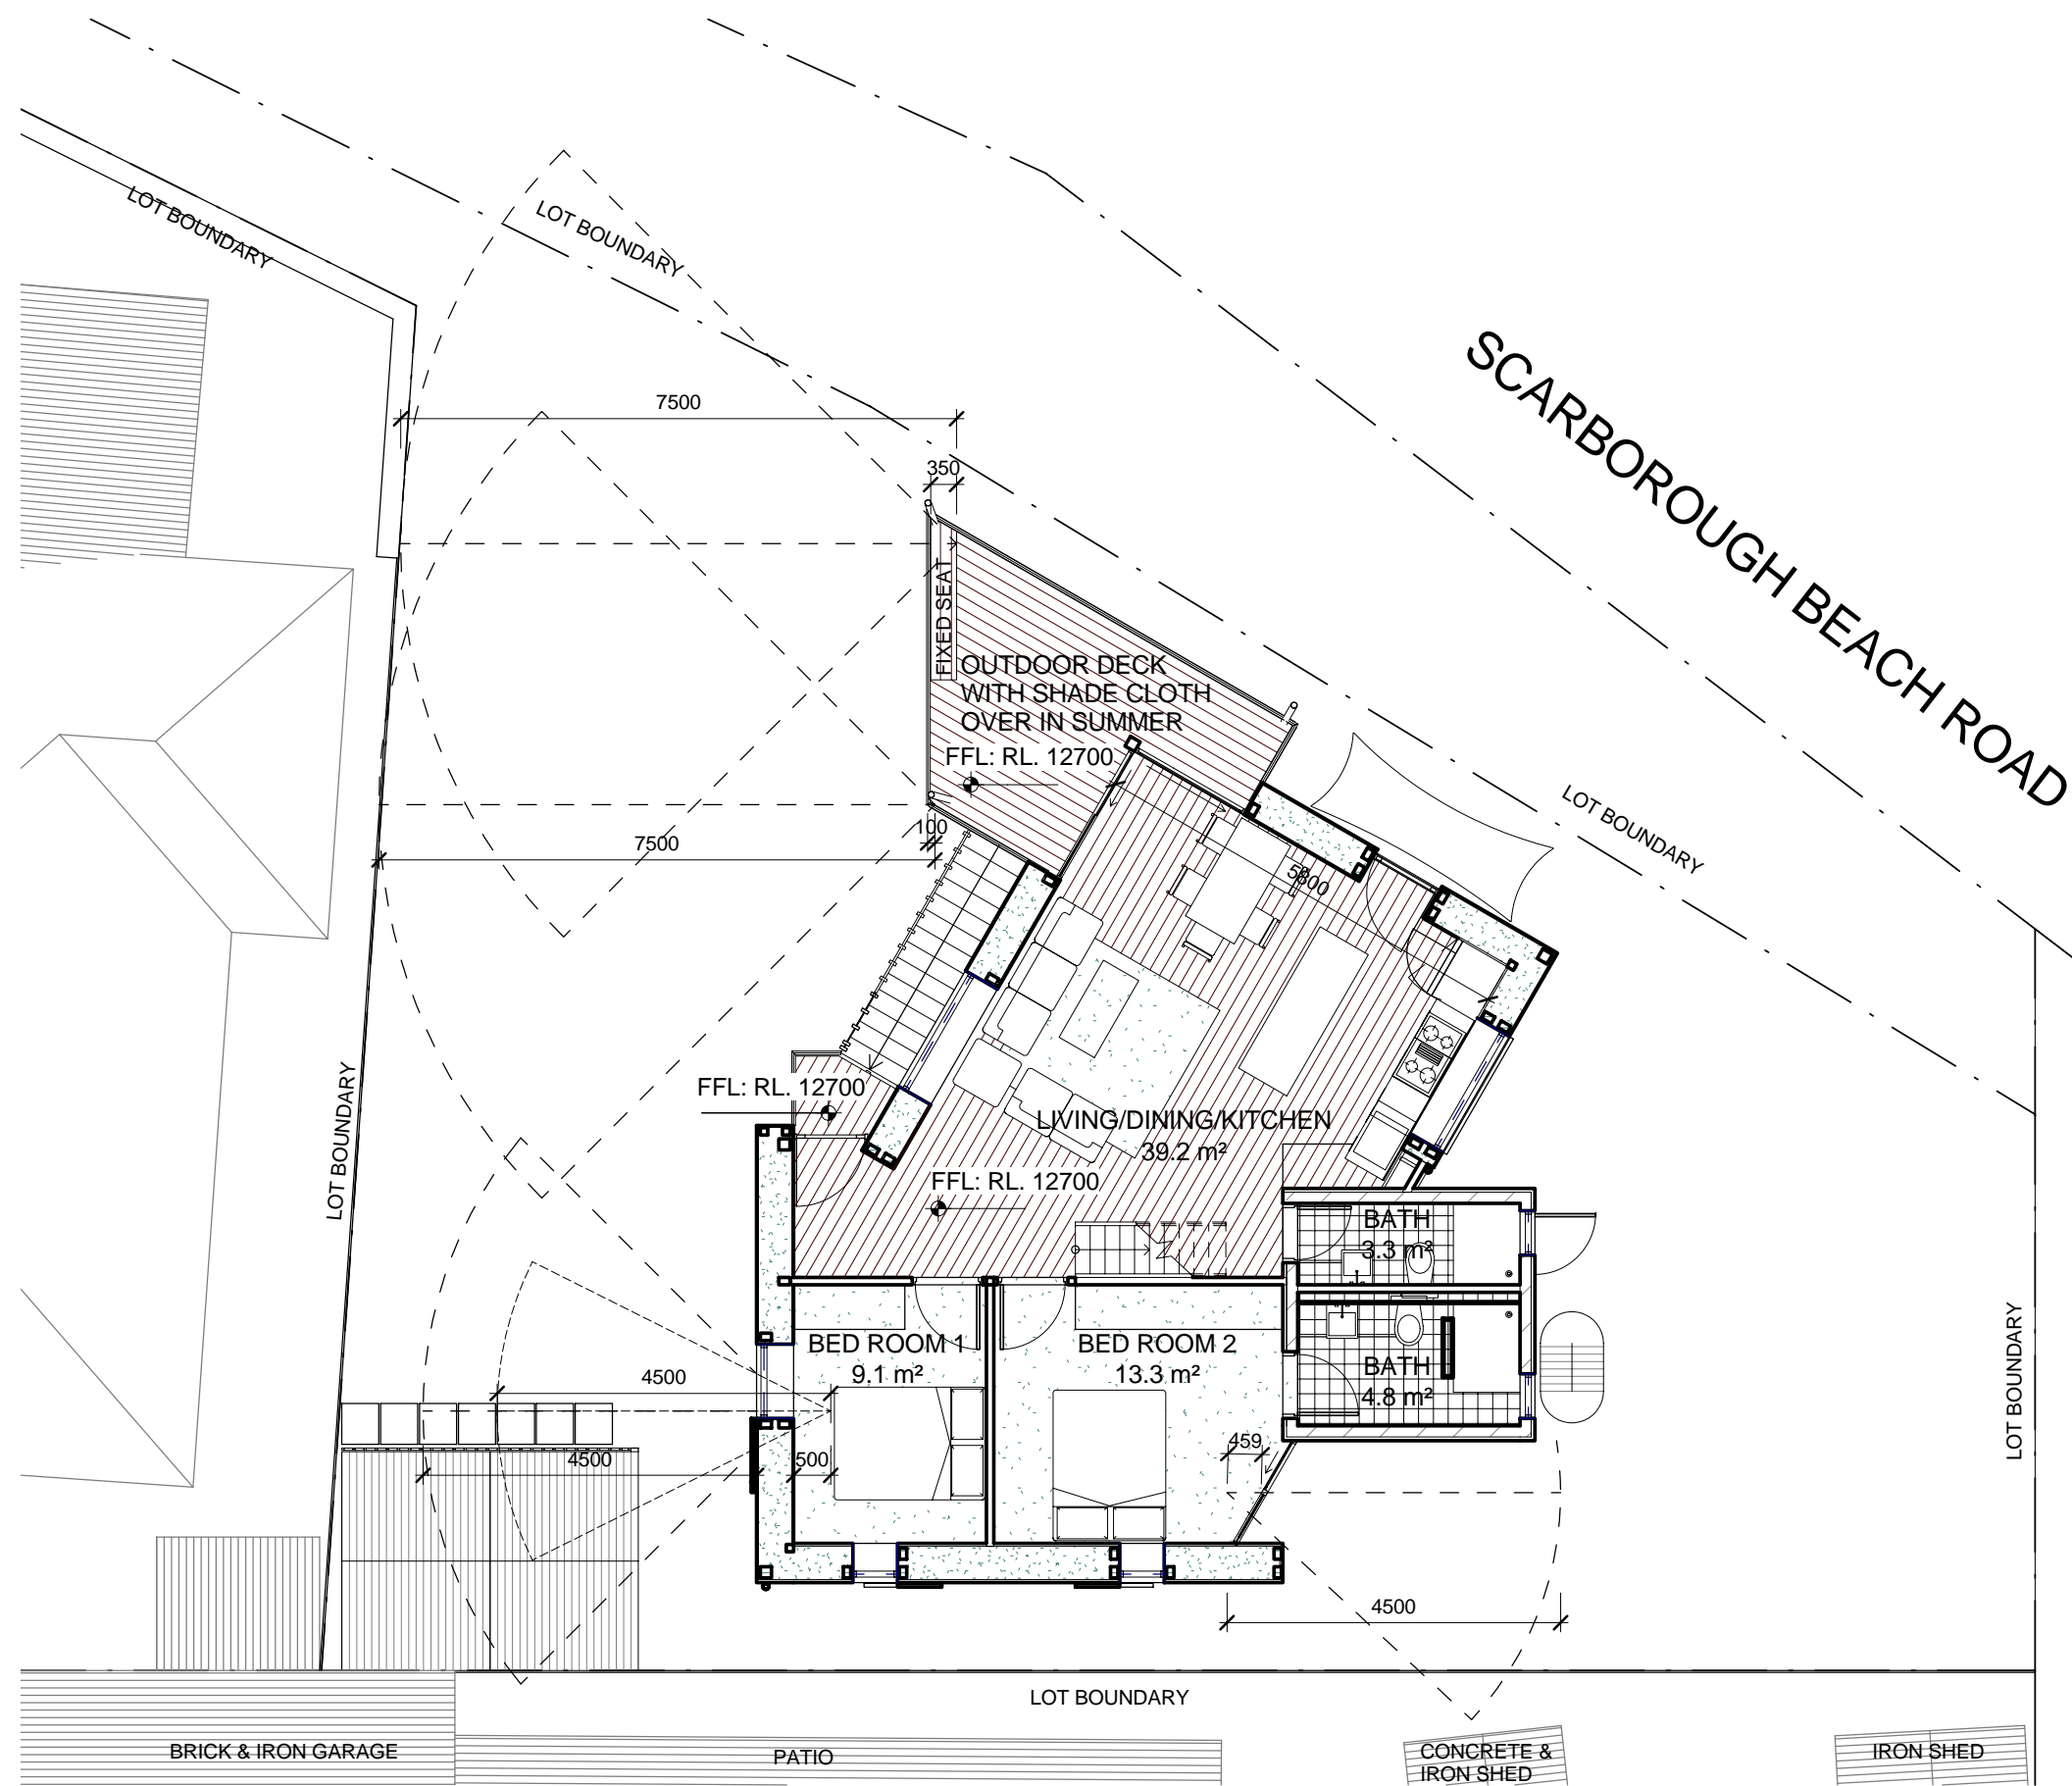 LOT BOUNDARY
LOT BOUNDARY
SCARBOROUGH BEACH ROAD
7500
350
FIXED SEAT
OUTDOOR DECK
WITH SHADE CLOTH
OVER IN SUMMER
FFL: RL. 12700
LOT BOUNDARY
100
7500
5800
FFL: RL. 12700
LOT BOUNDARY
LIVING/DINING/KITCHEN
39.2 m²
FFL: RL. 12700
BATH
3.3 m²
BED ROOM 1
9.1 m²
BED ROOM 2
13.3 m²
BATH
4.8 m²
LOT BOUNDARY
4500
459
4500
500
4500
LOT BOUNDARY
BRICK & IRON GARAGE
PATIO
CONCRETE &
IRON SHED
IRON SHED